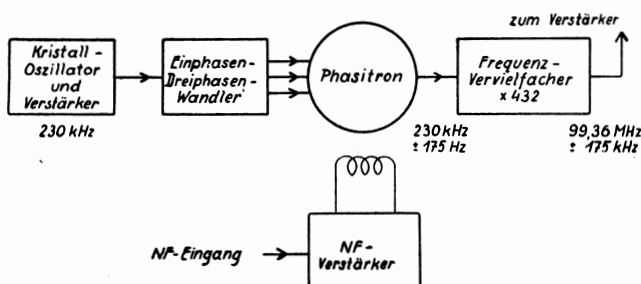 zum Verstärker
Kristall-
Oszillator
und
Verstärker
230 kHz
Einphasen-
Dreiphasen-
Wandler
Phasitron
230 kHz
± 175 Hz
Frequenz-
Vervielfacher
x 432
99,36 MHz
± 175 kHz
NF-Eingang
NF-
Verstärker